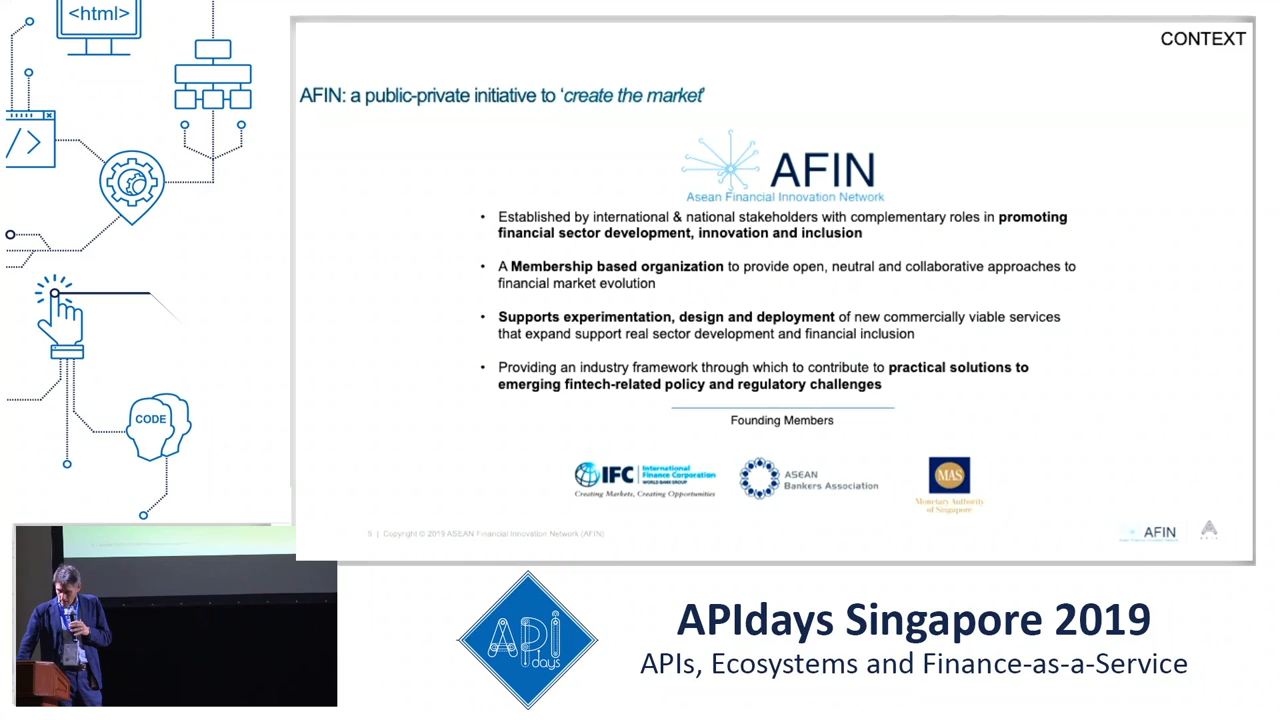 <html>
CONTEXT
AFIN: a public-private initiative to ‘create the market’
AFIN
Asean Financial Innovation Network
• Established by international & national stakeholders with complementary roles in promoting
financial sector development, innovation and inclusion
• A Membership based organization to provide open, neutral and collaborative approaches to
financial market evolution
• Supports experimentation, design and deployment of new commercially viable services
that expand support real sector development and financial inclusion
• Providing an industry framework through which to contribute to practical solutions to
emerging fintech-related policy and regulatory challenges
Founding Members
IFC International
Finance Corporation
WORLD BANK GROUP
Creating Markets, Creating Opportunities
ASEAN
Bankers Association
MAS
Monetary Authority
of Singapore
5 | Copyright © 2019 ASEAN Financial Innovation Network (AFIN)
AFIN
</>
CODE
API
days
APIdays Singapore 2019
APIs, Ecosystems and Finance-as-a-Service